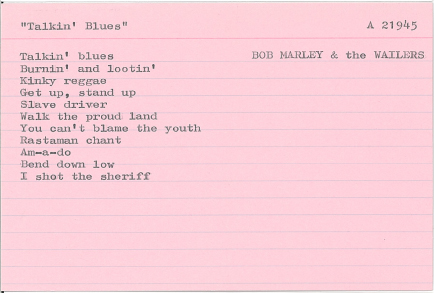 "Talkin' Blues" A 21945
Talkin' blues BOB MARLEY & the WAILERS
Burnin' and lootin'
Kinky reggae
Get up, stand up
Slave driver
Walk the proud land
You can't blame the youth
Rastaman chant
Am-a-do
Bend down low
I shot the sheriff